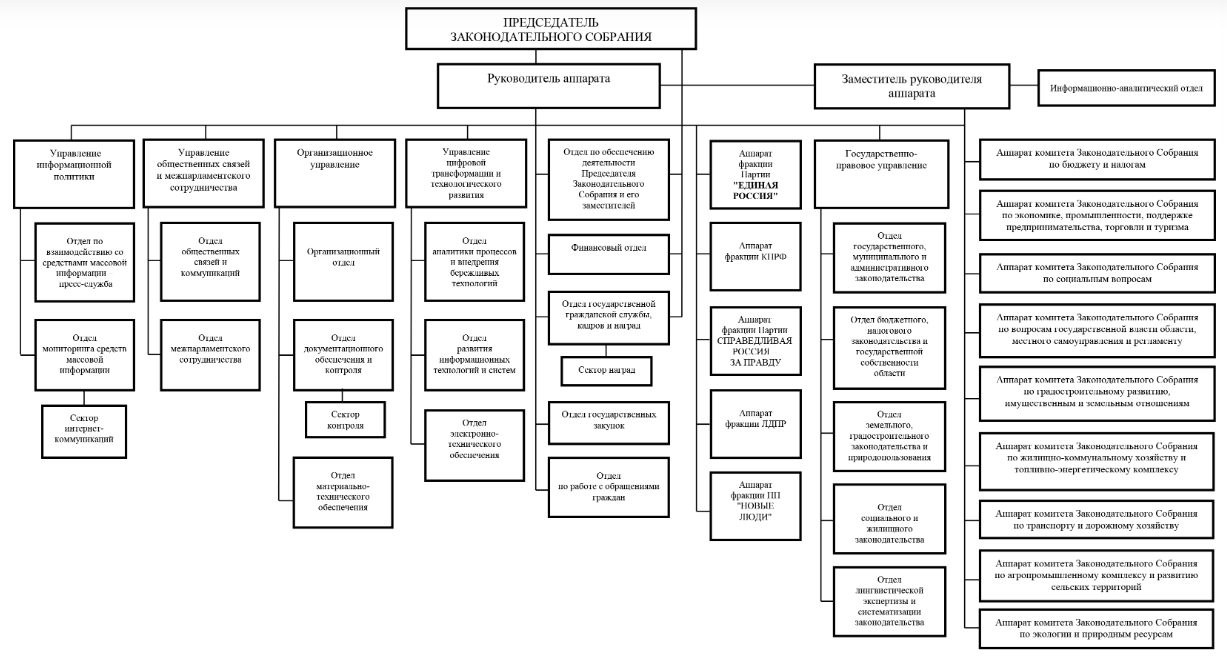 ПРЕДСЕДАТЕЛЬ
ЗАКОНОДАТЕЛЬНОГО СОБРАНИЯ
Руководитель аппарата
Заместитель руководителя
аппарата
Информационно-аналитический отдел
Управление
информационной
политики
Отдел по
взаимодействию со
средствами массовой
информации
пресс-служба
Отдел
мониторинга средств
массовой
информации
Сектор
интернет-
коммуникаций
Управление
общественных связей
и межпарламентского
сотрудничества
Отдел
общественных
связей и
коммуникаций
Отдел
межпарламентского
сотрудничества
Организационное
управление
Организационный
отдел
Отдел
документационного
обеспечения и
контроля
Сектор
контроля
Отдел
материально-
технического
обеспечения
Управление
цифровой
трансформации и
технологического
развития
Отдел
аналитики процессов
и внедрения
бережливых
технологий
Отдел
развития
информационных
технологий и систем
Отдел
электронно-
технического
обеспечения
Отдел по обеспечению
деятельности
Председателя
Законодательного
Собрания и его
заместителей
Финансовый отдел
Отдел государственной
гражданской службы,
кадров и наград
Сектор наград
Отдел государственных
закупок
Отдел
по работе с обращениями
граждан
Аппарат
фракции
Партии
"ЕДИНАЯ
РОССИЯ"
Аппарат
фракции КПРФ
Аппарат
фракции Партии
СПРАВЕДЛИВАЯ
РОССИЯ
ЗА ПРАВДУ
Аппарат
фракции ЛДПР
Аппарат
фракции ПП
"НОВЫЕ
ЛЮДИ"
Государственно-
правовое управление
Отдел
государственного,
муниципального и
административного
законодательства
Отдел бюджетного,
налогового
законодательства и
государственной
собственности
области
Отдел
земельного,
градостроительного
законодательства и
природопользования
Отдел
социального и
жилищного
законодательства
Отдел
лингвистической
экспертизы и
систематизации
законодательства
Аппарат комитета Законодательного Собрания
по бюджету и налогам
Аппарат комитета Законодательного Собрания
по экономике, промышленности, поддержке
предпринимательства, торговли и туризма
Аппарат комитета Законодательного Собрания
по социальным вопросам
Аппарат комитета Законодательного Собрания
по вопросам государственной власти области,
местного самоуправления и регламенту
Аппарат комитета Законодательного Собрания
по градостроительному развитию,
имущественным и земельным отношениям
Аппарат комитета Законодательного Собрания
по жилищно-коммунальному хозяйству и
топливно-энергетическому комплексу
Аппарат комитета Законодательного Собрания
по транспорту и дорожному хозяйству
Аппарат комитета Законодательного Собрания
по агропромышленному комплексу и развитию
сельских территорий
Аппарат комитета Законодательного Собрания
по экологии и природным ресурсам